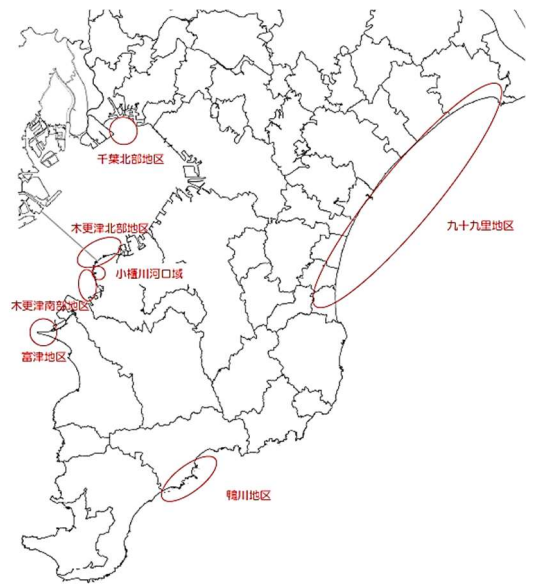 千葉北部地区
九十九里地区
木更津北部地区
小櫃川河口域
木更津南部地区
富津地区
鴨川地区